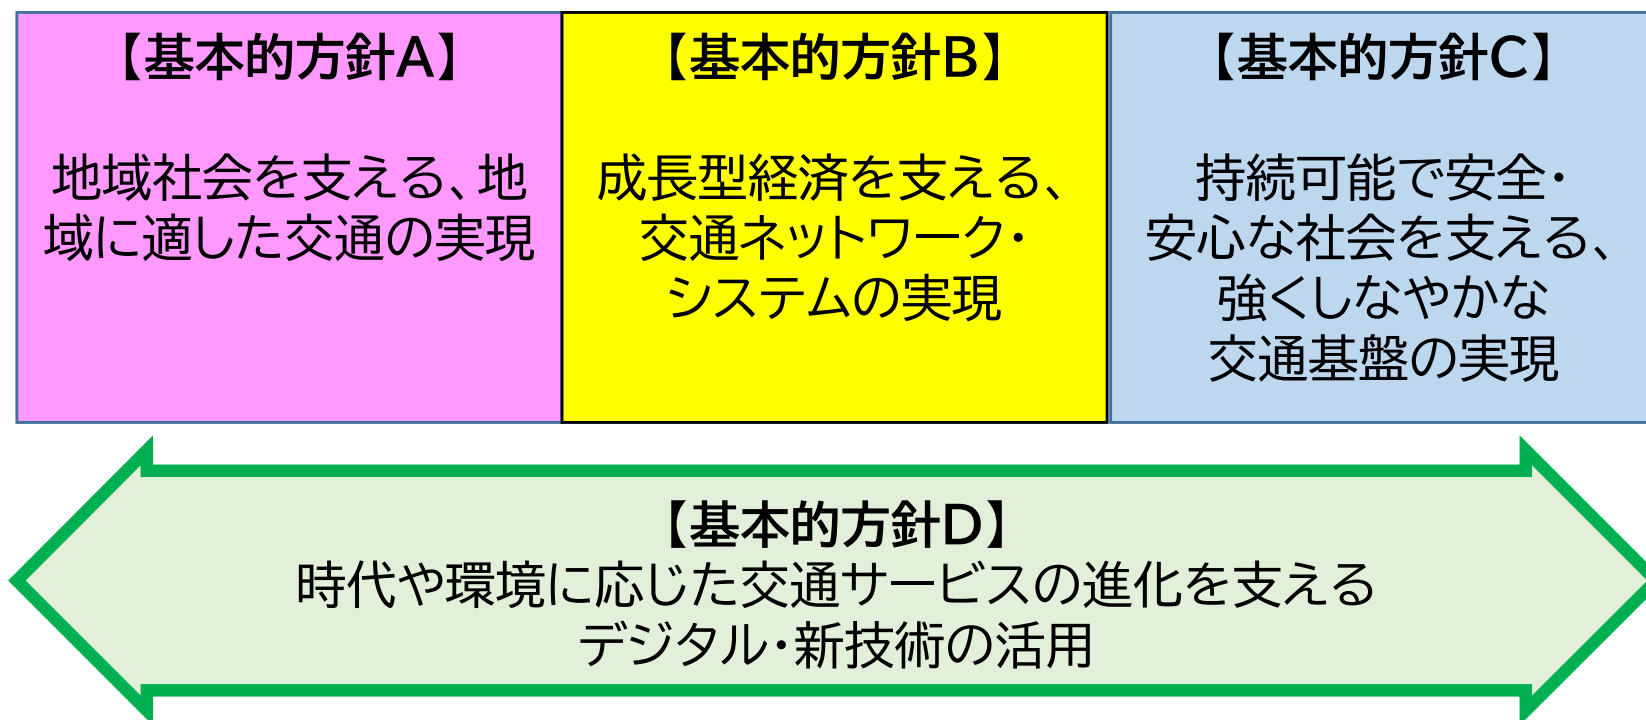 【基本的方針A】
地域社会を支える、地
域に適した交通の実現
【基本的方針B】
成長型経済を支える、
交通ネットワーク・
システムの実現
【基本的方針C】
持続可能で安全・
安心な社会を支える、
強くしなやかな
交通基盤の実現
【基本的方針D】
時代や環境に応じた交通サービスの進化を支える
デジタル・新技術の活用